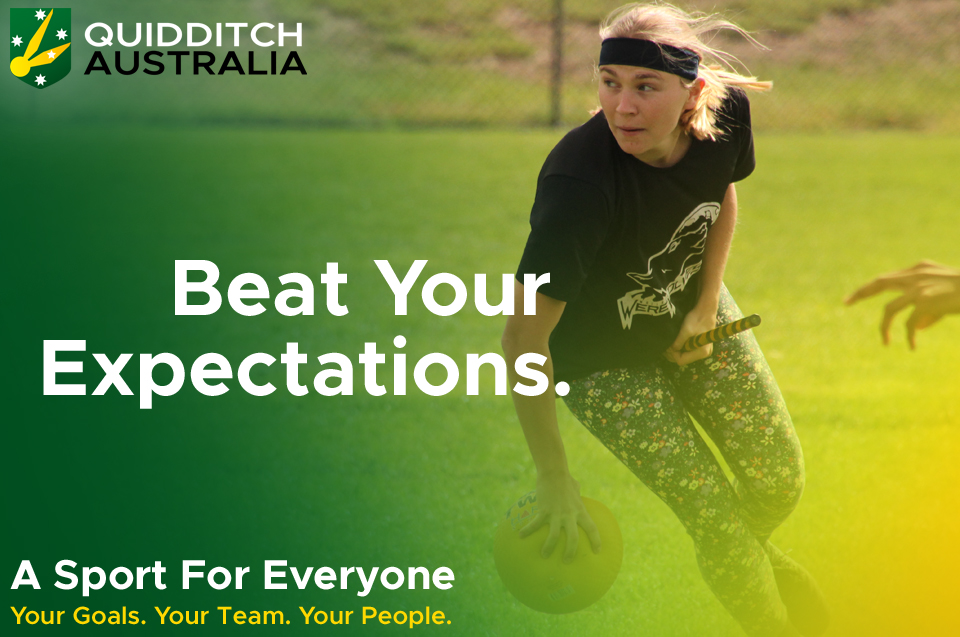 QUIDDITCH
AUSTRALIA
Beat Your
Expectations.
A Sport For Everyone
Your Goals. Your Team. Your People.